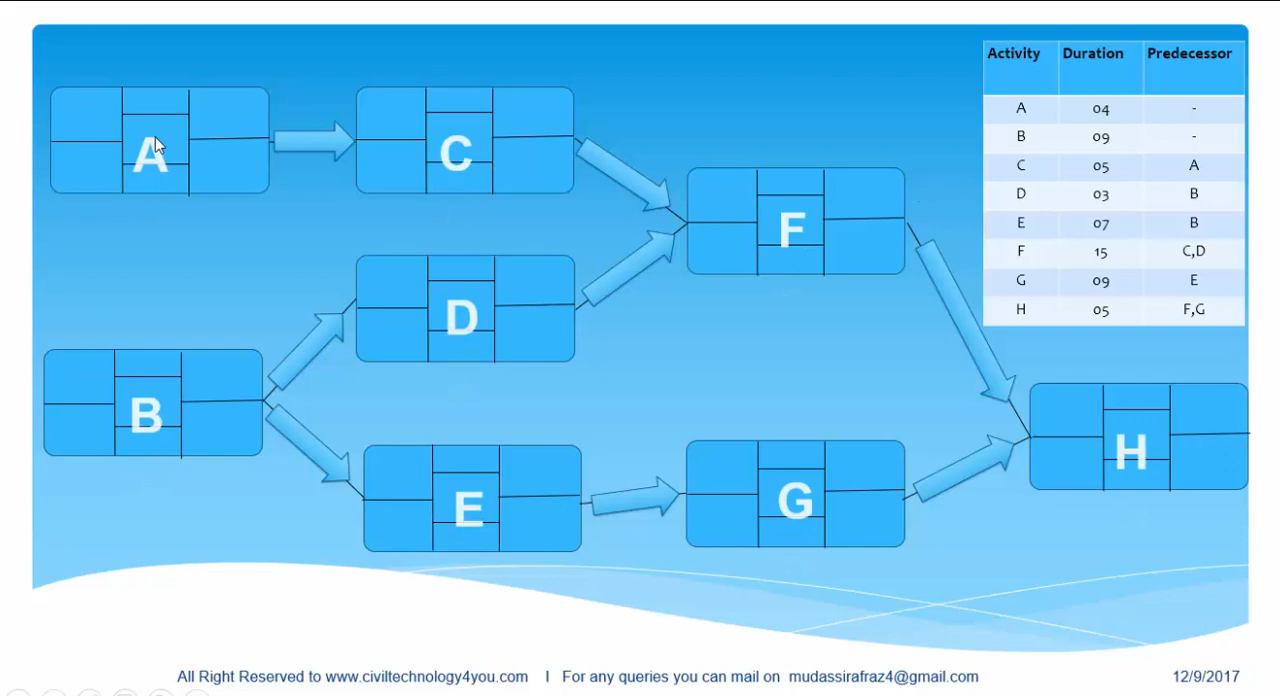 Activity Duration Predecessor
A 04 -
B 09 -
C 05 A
D 03 B
E 07 B
F 15 C,D
G 09 E
H 05 F,G
A
C
F
D
B
E
G
H
All Right Reserved to www.civiltechnology4you.com I For any queries you can mail on mudassirafraz4@gmail.com 12/9/2017